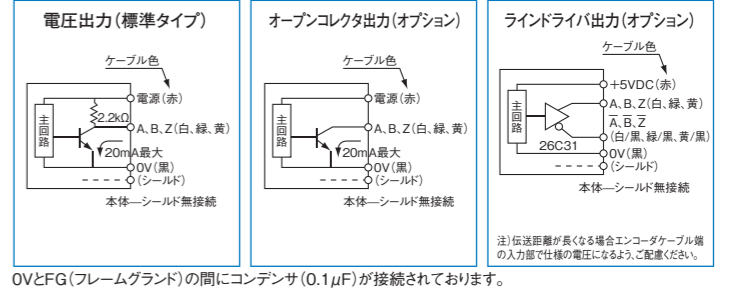 電圧出力(標準タイプ)
ケーブル色
電源(赤)
2.2kΩ
主回路
A、B、Z(白、緑、黄)
20mA最大
0V(黒)
(シールド)
本体―シールド無接続
オープンコレクタ出力(オプション)
ケーブル色
電源(赤)
主回路
A、B、Z(白、緑、黄)
20mA最大
0V(黒)
(シールド)
本体―シールド無接続
ラインドライバ出力(オプション)
ケーブル色
+5VDC(赤)
主回路
A、B、Z(白、緑、黄)
A̅、B̅、Z̅
(白/黒、緑/黒、黄/黒)
26C31
0V(黒)
(シールド)
本体―シールド無接続
注)伝送距離が長くなる場合エンコーダケーブル端
の入力部で仕様の電圧になるよう、ご配慮ください。
0VとFG(フレームグランド)の間にコンデンサ(0.1μF)が接続されております。